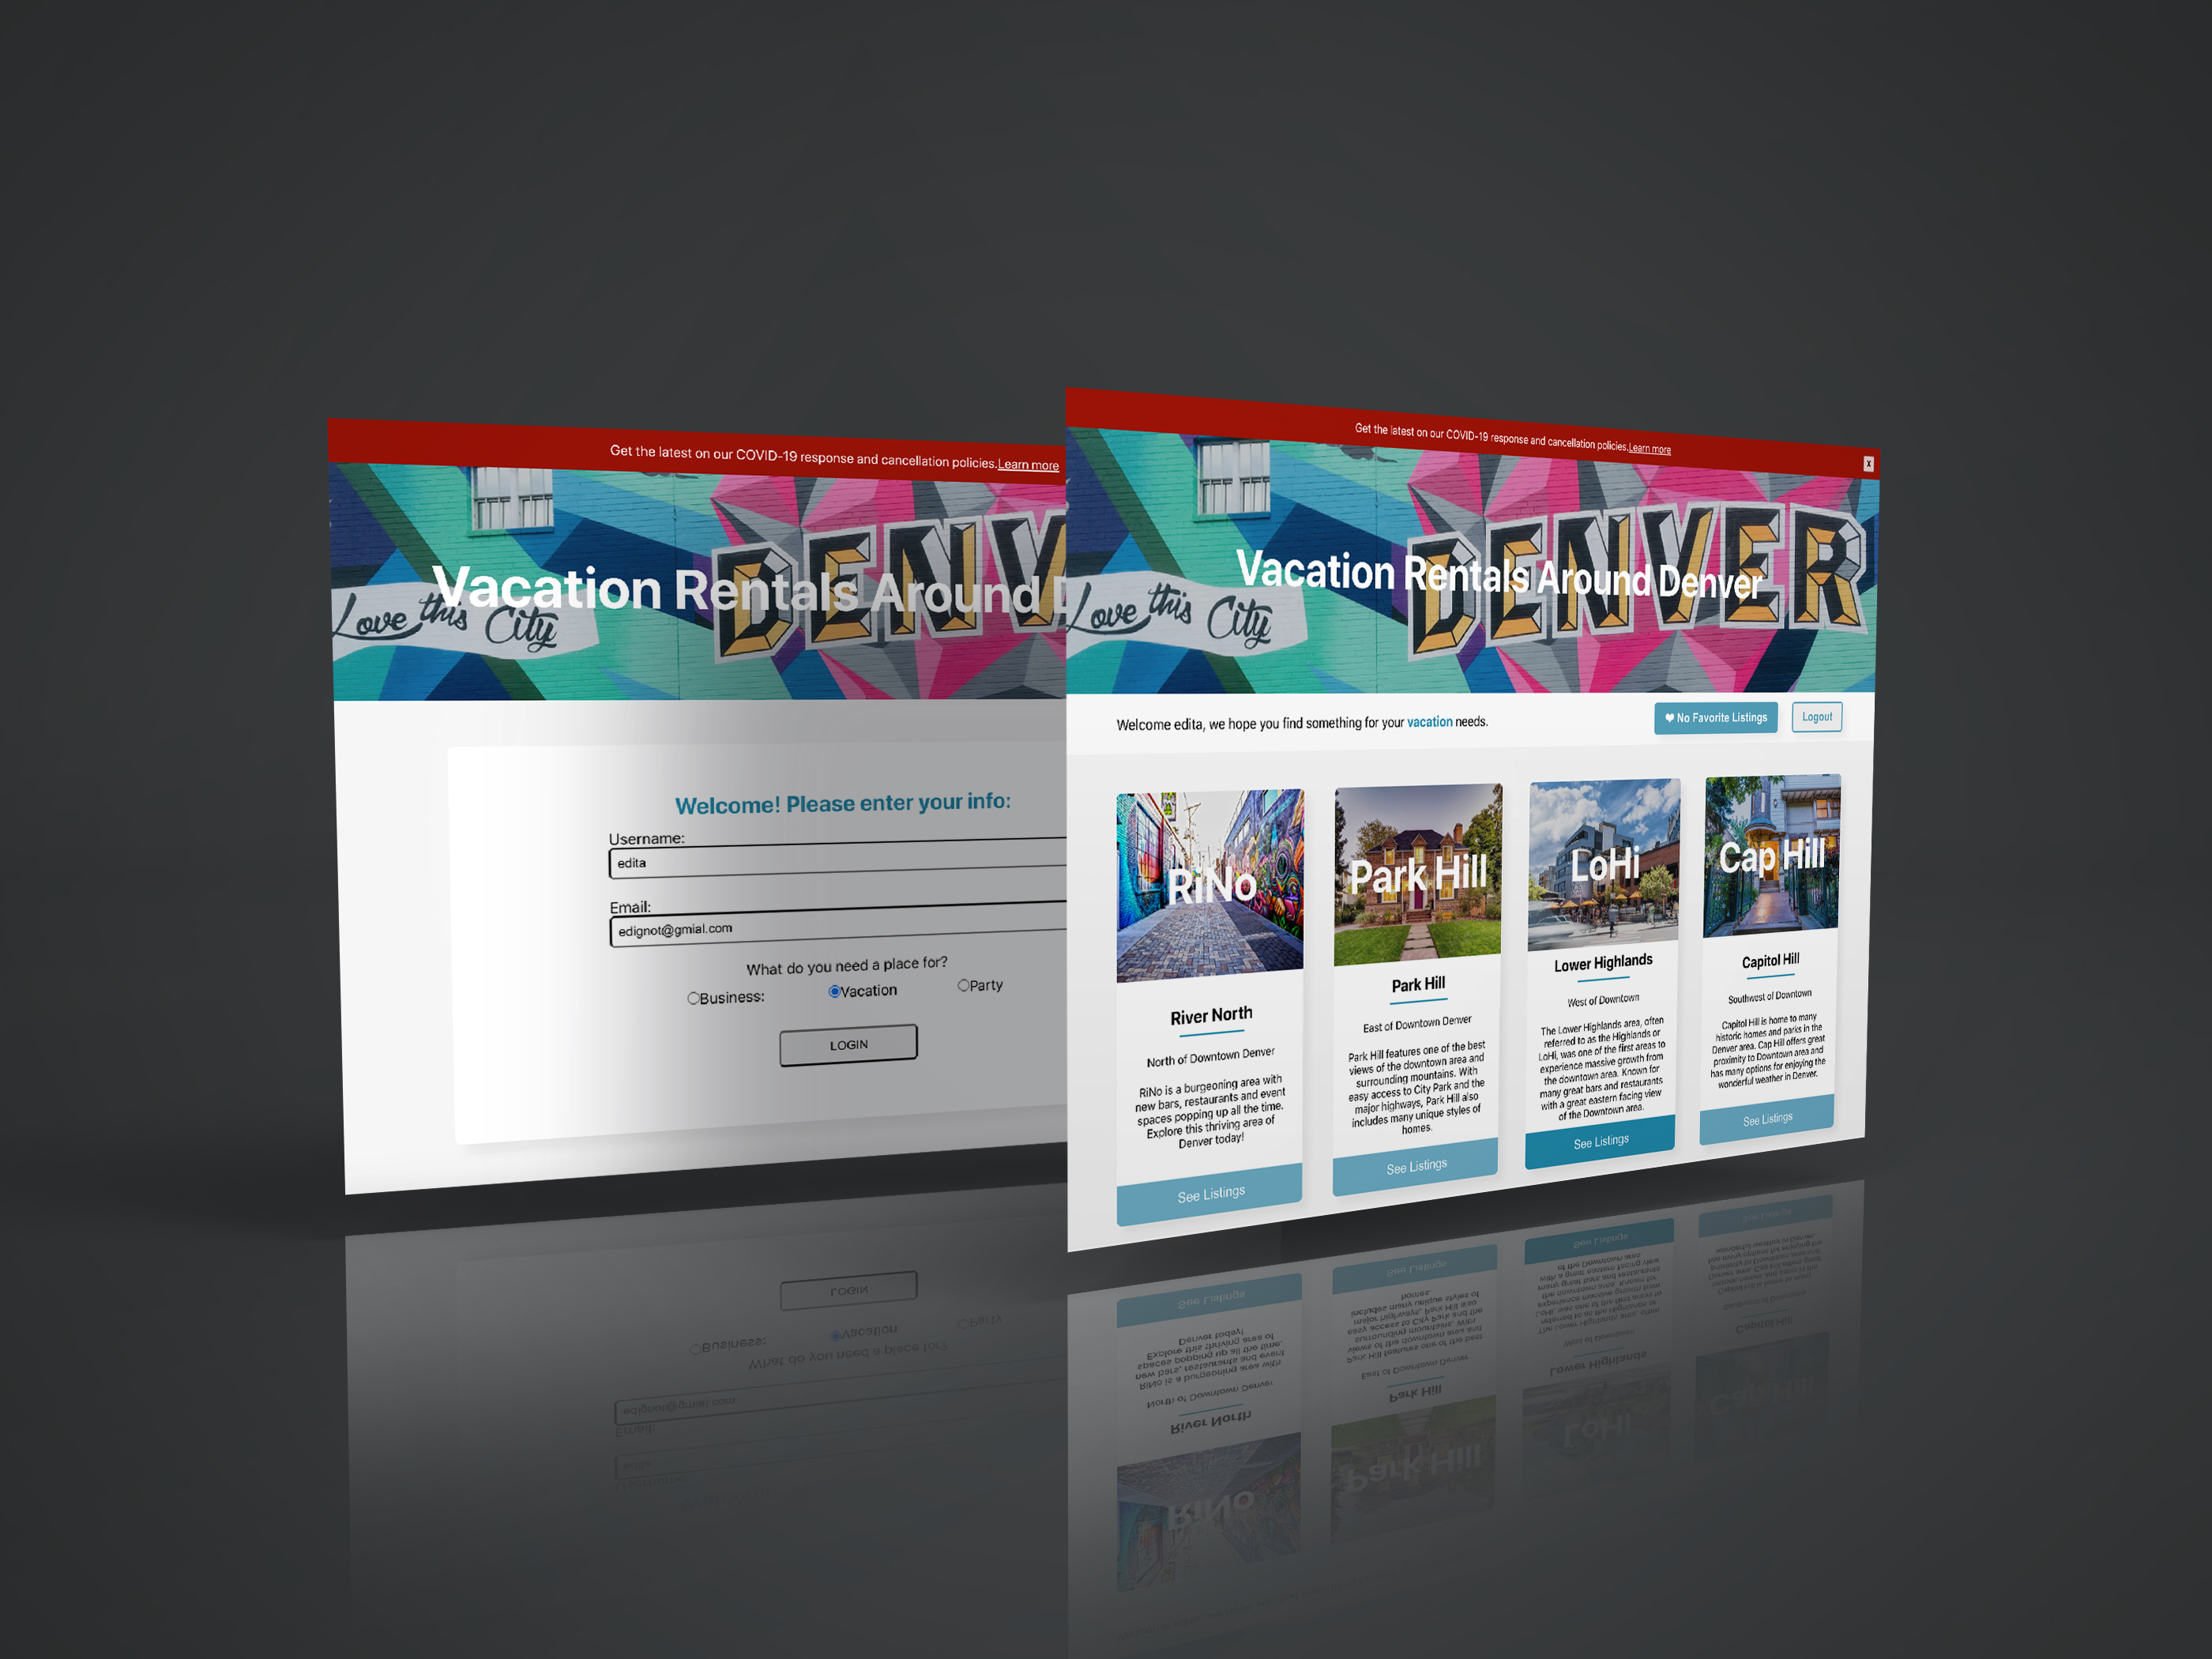 Get the latest on our COVID-19 response and cancellation policies.Learn more
DENV
Vacation Rentals Around D
Love this City
Welcome! Please enter your info:
Username:
edita
Email:
edignot@gmial.com
What do you need a place for?
Business:
Vacation
Party
LOGIN
Get the latest on our COVID-19 response and cancellation policies.Learn more
x
DENVER
Vacation Rentals Around Denver
Love this City
Welcome edita, we hope you find something for your vacation needs.
No Favorite Listings
Logout
RiNo
River North
North of Downtown Denver
RiNo is a burgeoning area with
new bars, restaurants and event
spaces popping up all the time.
Explore this thriving area of
Denver today!
See Listings
Park Hill
Park Hill
East of Downtown Denver
Park Hill features one of the best
views of the downtown area and
surrounding mountains. With
easy access to City Park and the
major highways, Park Hill also
includes many unique styles of
homes.
See Listings
LoHi
Lower Highlands
West of Downtown
The Lower Highlands area, often
referred to as the Highlands or
LoHi, was one of the first areas to
experience massive growth from
the downtown area. Known for
many great bars and restaurants
with a great eastern facing view
of the Downtown area.
See Listings
Cap Hill
Capitol Hill
Southwest of Downtown
Capitol Hill is home to many
historic homes and parks in the
Denver area. Cap Hill offers great
proximity to Downtown area and
has many options for enjoying the
wonderful weather in Denver.
See Listings